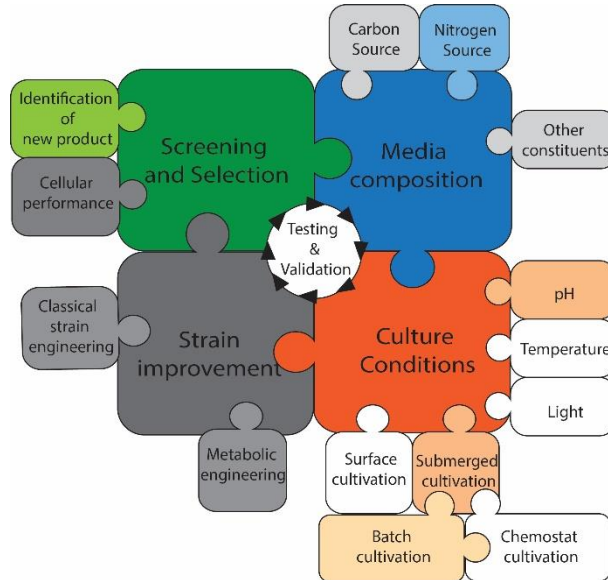 Carbon
Source
Nitrogen
Source
Identification
of
new product
Screening
and Selection
Media
composition
Other
constituents
Cellular
performance
Testing
&
Validation
Classical
strain
engineering
Strain
improvement
Culture
Conditions
pH
Temperature
Light
Metabolic
engineering
Surface
cultivation
Submerged
cultivation
Batch
cultivation
Chemostat
cultivation